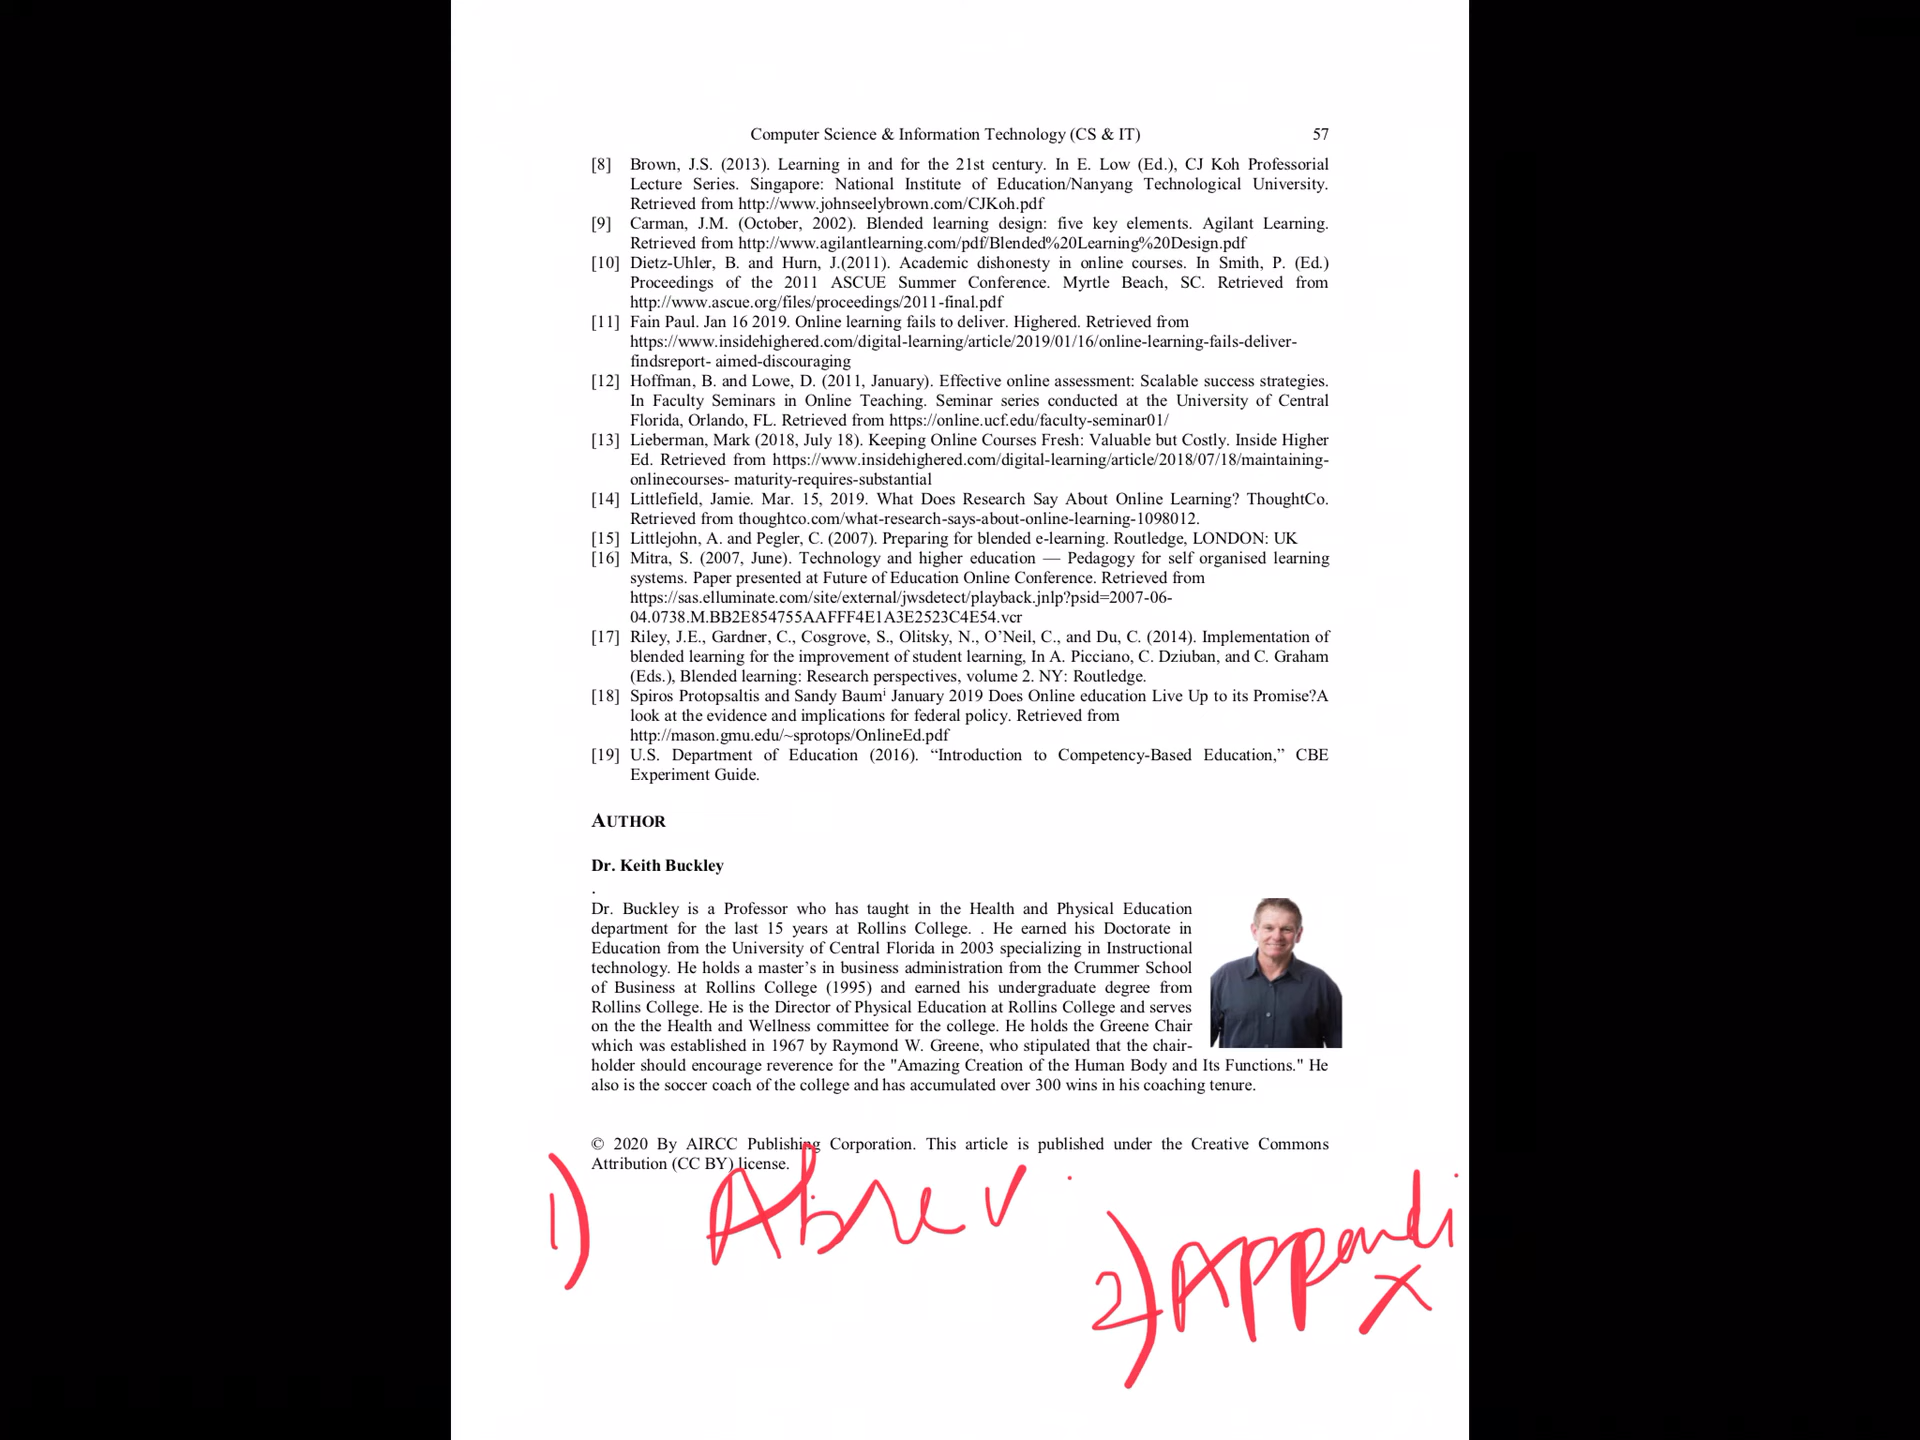 Computer Science & Information Technology (CS & IT) 57
[8] Brown, J.S. (2013). Learning in and for the 21st century. In E. Low (Ed.), CJ Koh Professorial
Lecture Series. Singapore: National Institute of Education/Nanyang Technological University.
Retrieved from http://www.johnseelybrown.com/CJKoh.pdf
[9] Carman, J.M. (October, 2002). Blended learning design: five key elements. Agilant Learning.
Retrieved from http://www.agilantlearning.com/pdf/Blended%20Learning%20Design.pdf
[10] Dietz-Uhler, B. and Hurn, J.(2011). Academic dishonesty in online courses. In Smith, P. (Ed.)
Proceedings of the 2011 ASCUE Summer Conference. Myrtle Beach, SC. Retrieved from
http://www.ascue.org/files/proceedings/2011-final.pdf
[11] Fain Paul. Jan 16 2019. Online learning fails to deliver. Highered. Retrieved from
https://www.insidehighered.com/digital-learning/article/2019/01/16/online-learning-fails-deliver-
findsreport- aimed-discouraging
[12] Hoffman, B. and Lowe, D. (2011, January). Effective online assessment: Scalable success strategies.
In Faculty Seminars in Online Teaching. Seminar series conducted at the University of Central
Florida, Orlando, FL. Retrieved from https://online.ucf.edu/faculty-seminar01/
[13] Lieberman, Mark (2018, July 18). Keeping Online Courses Fresh: Valuable but Costly. Inside Higher
Ed. Retrieved from https://www.insidehighered.com/digital-learning/article/2018/07/18/maintaining-
onlinecourses- maturity-requires-substantial
[14] Littlefield, Jamie. Mar. 15, 2019. What Does Research Say About Online Learning? ThoughtCo.
Retrieved from thoughtco.com/what-research-says-about-online-learning-1098012.
[15] Littlejohn, A. and Pegler, C. (2007). Preparing for blended e-learning. Routledge, LONDON: UK
[16] Mitra, S. (2007, June). Technology and higher education — Pedagogy for self organised learning
systems. Paper presented at Future of Education Online Conference. Retrieved from
https://sas.elluminate.com/site/external/jwsdetect/playback.jnlp?psid=2007-06-
04.0738.M.BB2E854755AAFFF4E1A3E2523C4E54.vcr
[17] Riley, J.E., Gardner, C., Cosgrove, S., Olitsky, N., O’Neil, C., and Du, C. (2014). Implementation of
blended learning for the improvement of student learning, In A. Picciano, C. Dziuban, and C. Graham
(Eds.), Blended learning: Research perspectives, volume 2. NY: Routledge.
[18] Spiros Protopsaltis and Sandy Baumⁱ January 2019 Does Online education Live Up to its Promise?A
look at the evidence and implications for federal policy. Retrieved from
http://mason.gmu.edu/~sprotops/OnlineEd.pdf
[19] U.S. Department of Education (2016). “Introduction to Competency-Based Education,” CBE
Experiment Guide.
AUTHOR
Dr. Keith Buckley
.
Dr. Buckley is a Professor who has taught in the Health and Physical Education
department for the last 15 years at Rollins College. . He earned his Doctorate in
Education from the University of Central Florida in 2003 specializing in Instructional
technology. He holds a master’s in business administration from the Crummer School
of Business at Rollins College (1995) and earned his undergraduate degree from
Rollins College. He is the Director of Physical Education at Rollins College and serves
on the the Health and Wellness committee for the college. He holds the Greene Chair
which was established in 1967 by Raymond W. Greene, who stipulated that the chair-
holder should encourage reverence for the "Amazing Creation of the Human Body and Its Functions." He
also is the soccer coach of the college and has accumulated over 300 wins in his coaching tenure.
© 2020 By AIRCC Publishing Corporation. This article is published under the Creative Commons
Attribution (CC BY) license.
1) Abrev.
2) Appendi
x